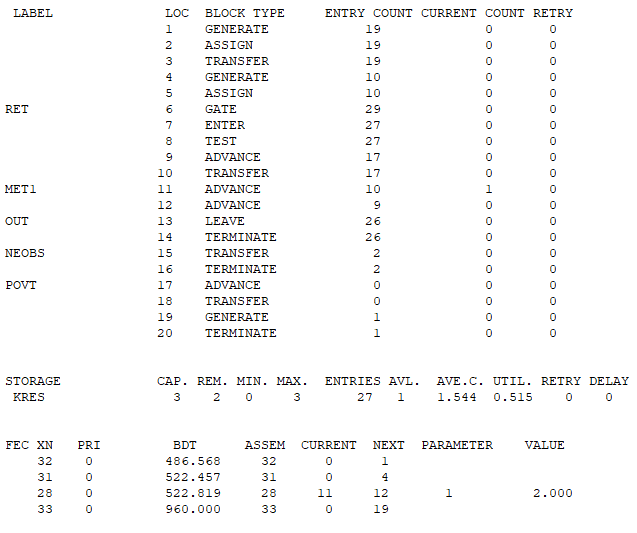 LABEL LOC BLOCK TYPE ENTRY COUNT CURRENT COUNT RETRY
1 GENERATE 19 0 0
2 ASSIGN 19 0 0
3 TRANSFER 19 0 0
4 GENERATE 10 0 0
5 ASSIGN 10 0 0
RET 6 GATE 29 0 0
7 ENTER 27 0 0
8 TEST 27 0 0
9 ADVANCE 17 0 0
10 TRANSFER 17 0 0
MET1 11 ADVANCE 10 1 0
12 ADVANCE 9 0 0
OUT 13 LEAVE 26 0 0
14 TERMINATE 26 0 0
NEOBS 15 TRANSFER 2 0 0
16 TERMINATE 2 0 0
POVT 17 ADVANCE 0 0 0
18 TRANSFER 0 0 0
19 GENERATE 1 0 0
20 TERMINATE 1 0 0
STORAGE CAP. REM. MIN. MAX. ENTRIES AVL. AVE.C. UTIL. RETRY DELAY
KRES 3 2 0 3 27 1 1.544 0.515 0 0
FEC XN PRI BDT ASSEM CURRENT NEXT PARAMETER VALUE
32 0 486.568 32 0 1
31 0 522.457 31 0 4
28 0 522.819 28 11 12 1 2.000
33 0 960.000 33 0 19